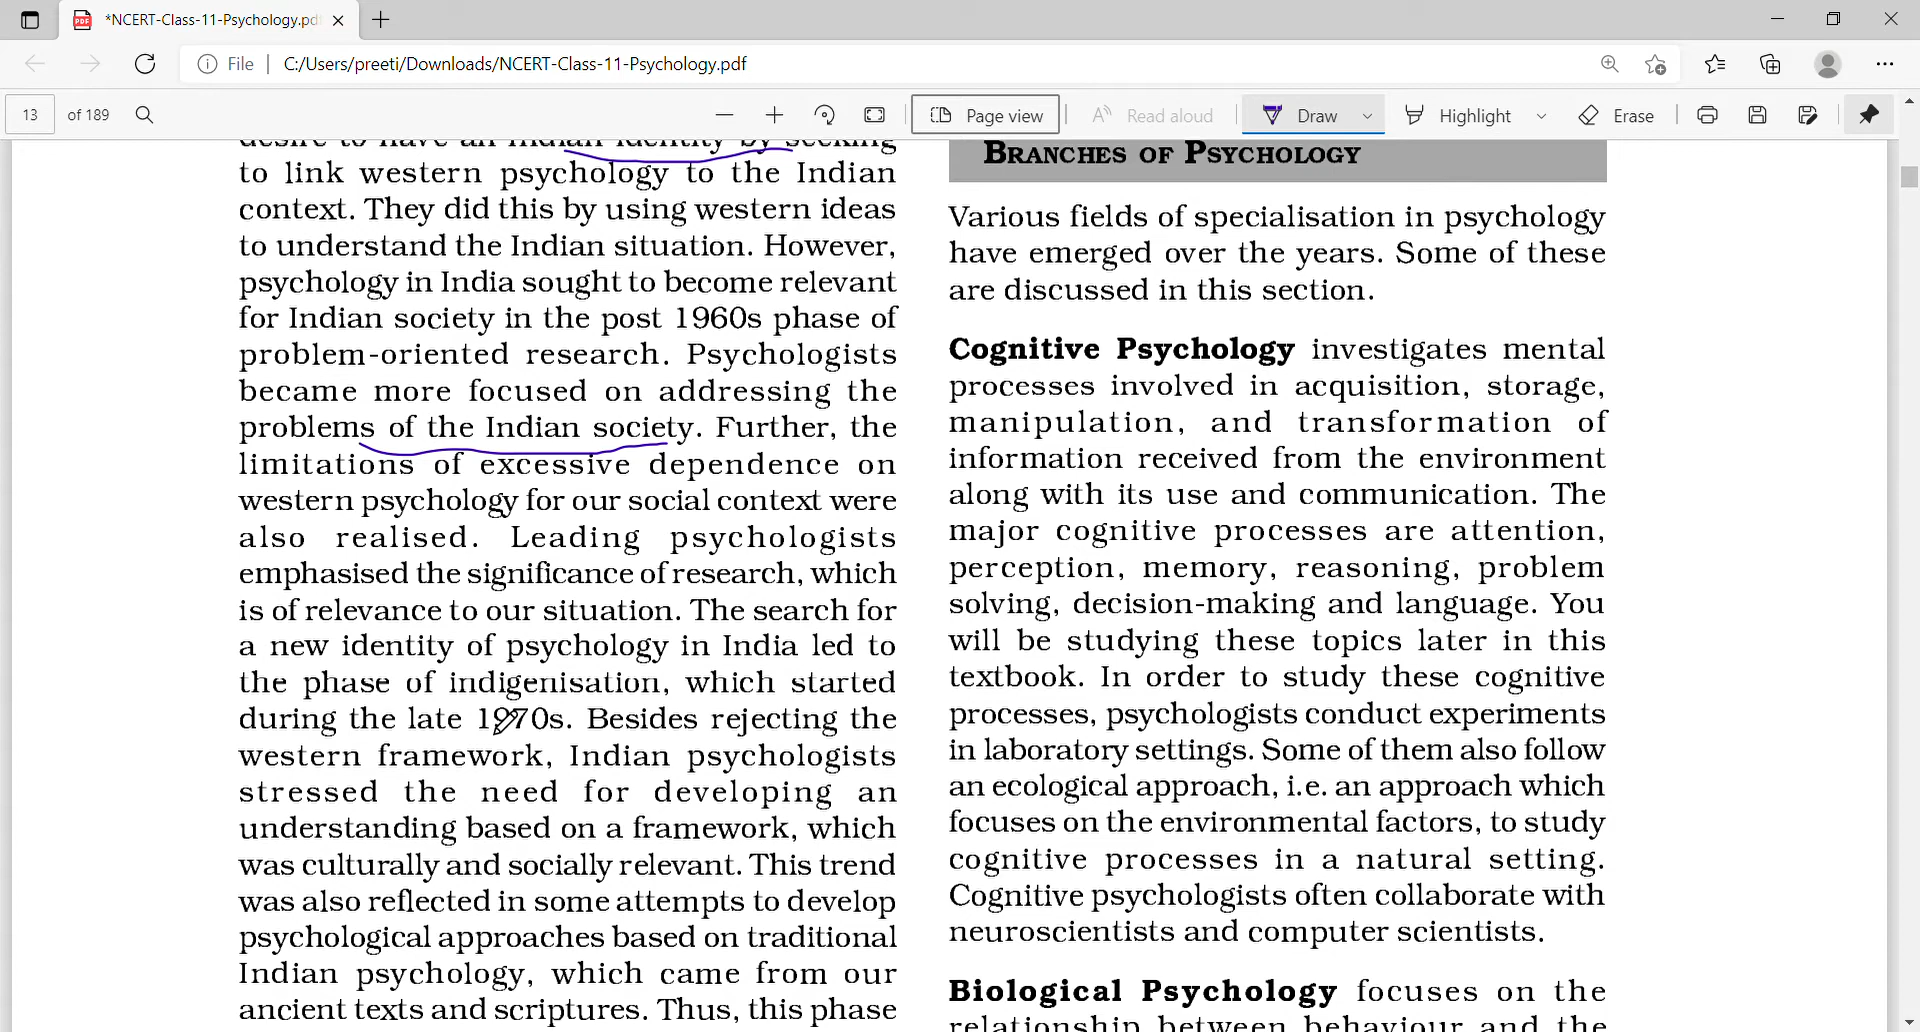 *NCERT-Class-11-Psychology.pd
File
C:/Users/preeti/Downloads/NCERT-Class-11-Psychology.pdf
13 of 189
Page view
Read aloud
Draw
Highlight
Erase
desire to have an Indian identity by seeking
to link western psychology to the Indian
context. They did this by using western ideas
to understand the Indian situation. However,
psychology in India sought to become relevant
for Indian society in the post 1960s phase of
problem-oriented research. Psychologists
became more focused on addressing the
problems of the Indian society. Further, the
limitations of excessive dependence on
western psychology for our social context were
also realised. Leading psychologists
emphasised the significance of research, which
is of relevance to our situation. The search for
a new identity of psychology in India led to
the phase of indigenisation, which started
during the late 1970s. Besides rejecting the
western framework, Indian psychologists
stressed the need for developing an
understanding based on a framework, which
was culturally and socially relevant. This trend
was also reflected in some attempts to develop
psychological approaches based on traditional
Indian psychology, which came from our
ancient texts and scriptures. Thus, this phase
BRANCHES OF PSYCHOLOGY
Various fields of specialisation in psychology
have emerged over the years. Some of these
are discussed in this section.
Cognitive Psychology investigates mental
processes involved in acquisition, storage,
manipulation, and transformation of
information received from the environment
along with its use and communication. The
major cognitive processes are attention,
perception, memory, reasoning, problem
solving, decision-making and language. You
will be studying these topics later in this
textbook. In order to study these cognitive
processes, psychologists conduct experiments
in laboratory settings. Some of them also follow
an ecological approach, i.e. an approach which
focuses on the environmental factors, to study
cognitive processes in a natural setting.
Cognitive psychologists often collaborate with
neuroscientists and computer scientists.
Biological Psychology focuses on the
relationship between behaviour and the